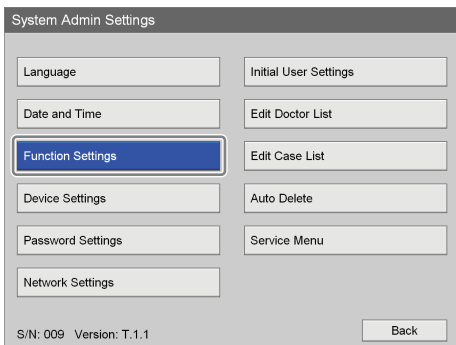 System Admin Settings
Language
Initial User Settings
Date and Time
Edit Doctor List
Function Settings
Edit Case List
Device Settings
Auto Delete
Password Settings
Service Menu
Network Settings
S/N: 009 Version: T.1.1
Back